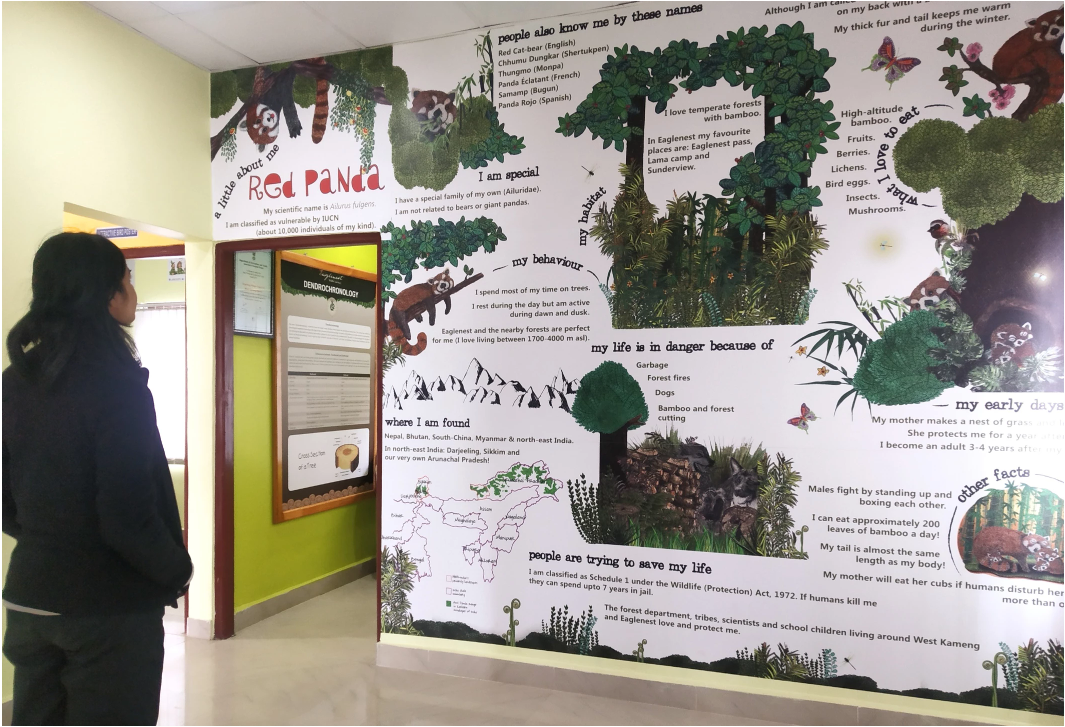 a little about me
Red Panda
My scientific name is Ailurus fulgens.
I am classified as vulnerable by IUCN
(about 10,000 individuals of my kind).
people also know me by these names
Red Cat-bear (English)
Chhumu Dungkar (Shertukpen)
Thungmo (Monpa)
Panda Éclatant (French)
Samamp (Bugun)
Panda Rojo (Spanish)
I am special
I have a special family of my own (Ailuridae).
I am not related to bears or giant pandas.
my behaviour
I spend most of my time on trees.
I rest during the day but am active
during dawn and dusk.
Eaglenest and the nearby forests are perfect
for me (I love living between 1700-4000 m asl).
my habitat
I love temperate forests
with bamboo.
In Eaglenest my favourite
places are: Eaglenest pass,
Lama camp and
Sunderview.
Although I am
on my back with a
My thick fur and tail keeps me warm
during the winter.
what I love to eat
High-altitude
bamboo.
Fruits.
Berries.
Lichens.
Bird eggs.
Insects.
Mushrooms.
where I am found
Nepal, Bhutan, South-China, Myanmar & north-east India.
In north-east India: Darjeeling, Sikkim and
our very own Arunachal Pradesh!
Assam
my life is in danger because of
Garbage
Forest fires
Dogs
Bamboo and forest
cutting
my early days
My mother makes a nest of grass
She protects me for a year after
I become an adult 3-4 years after my
other facts
Males fight by standing up and
boxing each other.
I can eat approximately 200
leaves of bamboo a day!
My tail is almost the same
length as my body!
My mother will eat her cubs if humans disturb her
more than
people are trying to save my life
I am classified as Schedule 1 under the Wildlife (Protection) Act, 1972. If humans kill me
they can spend upto 7 years in jail.
The forest department, tribes, scientists and school children living around West Kameng
and Eaglenest love and protect me.
Eaglenest
DENDROCHRONOLOGY
Cross Section
of a Tree